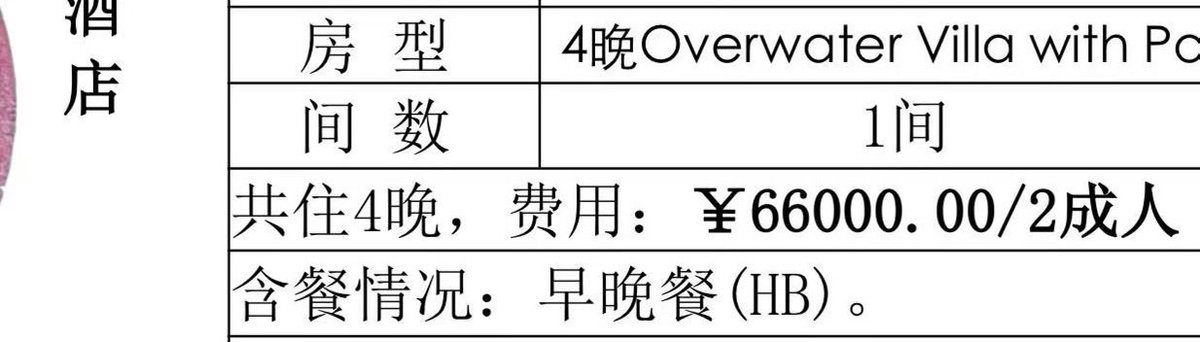 酒店
房 型 4晚Overwater Villa with
间 数 1间
共住4晚，费用：￥66000.00/2成人
含餐情况：早晚餐(HB)。